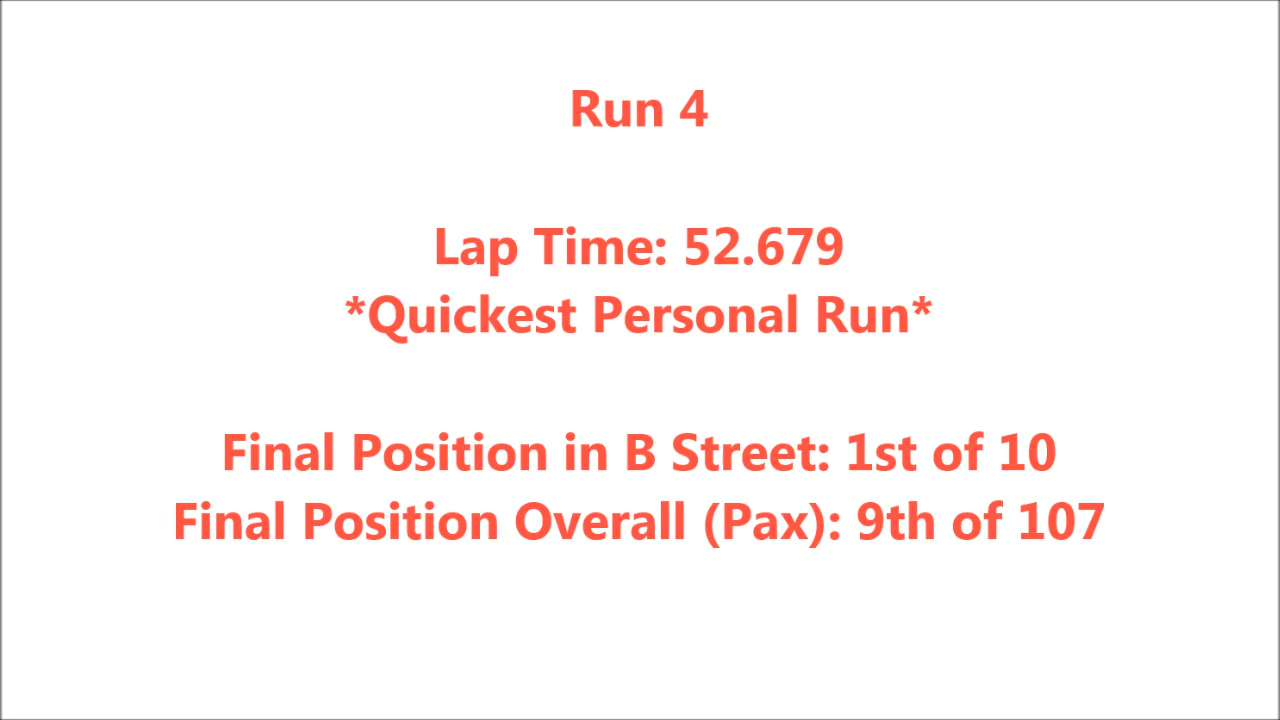 Run 4
Lap Time: 52.679
*Quickest Personal Run*
Final Position in B Street: 1st of 10
Final Position Overall (Pax): 9th of 107